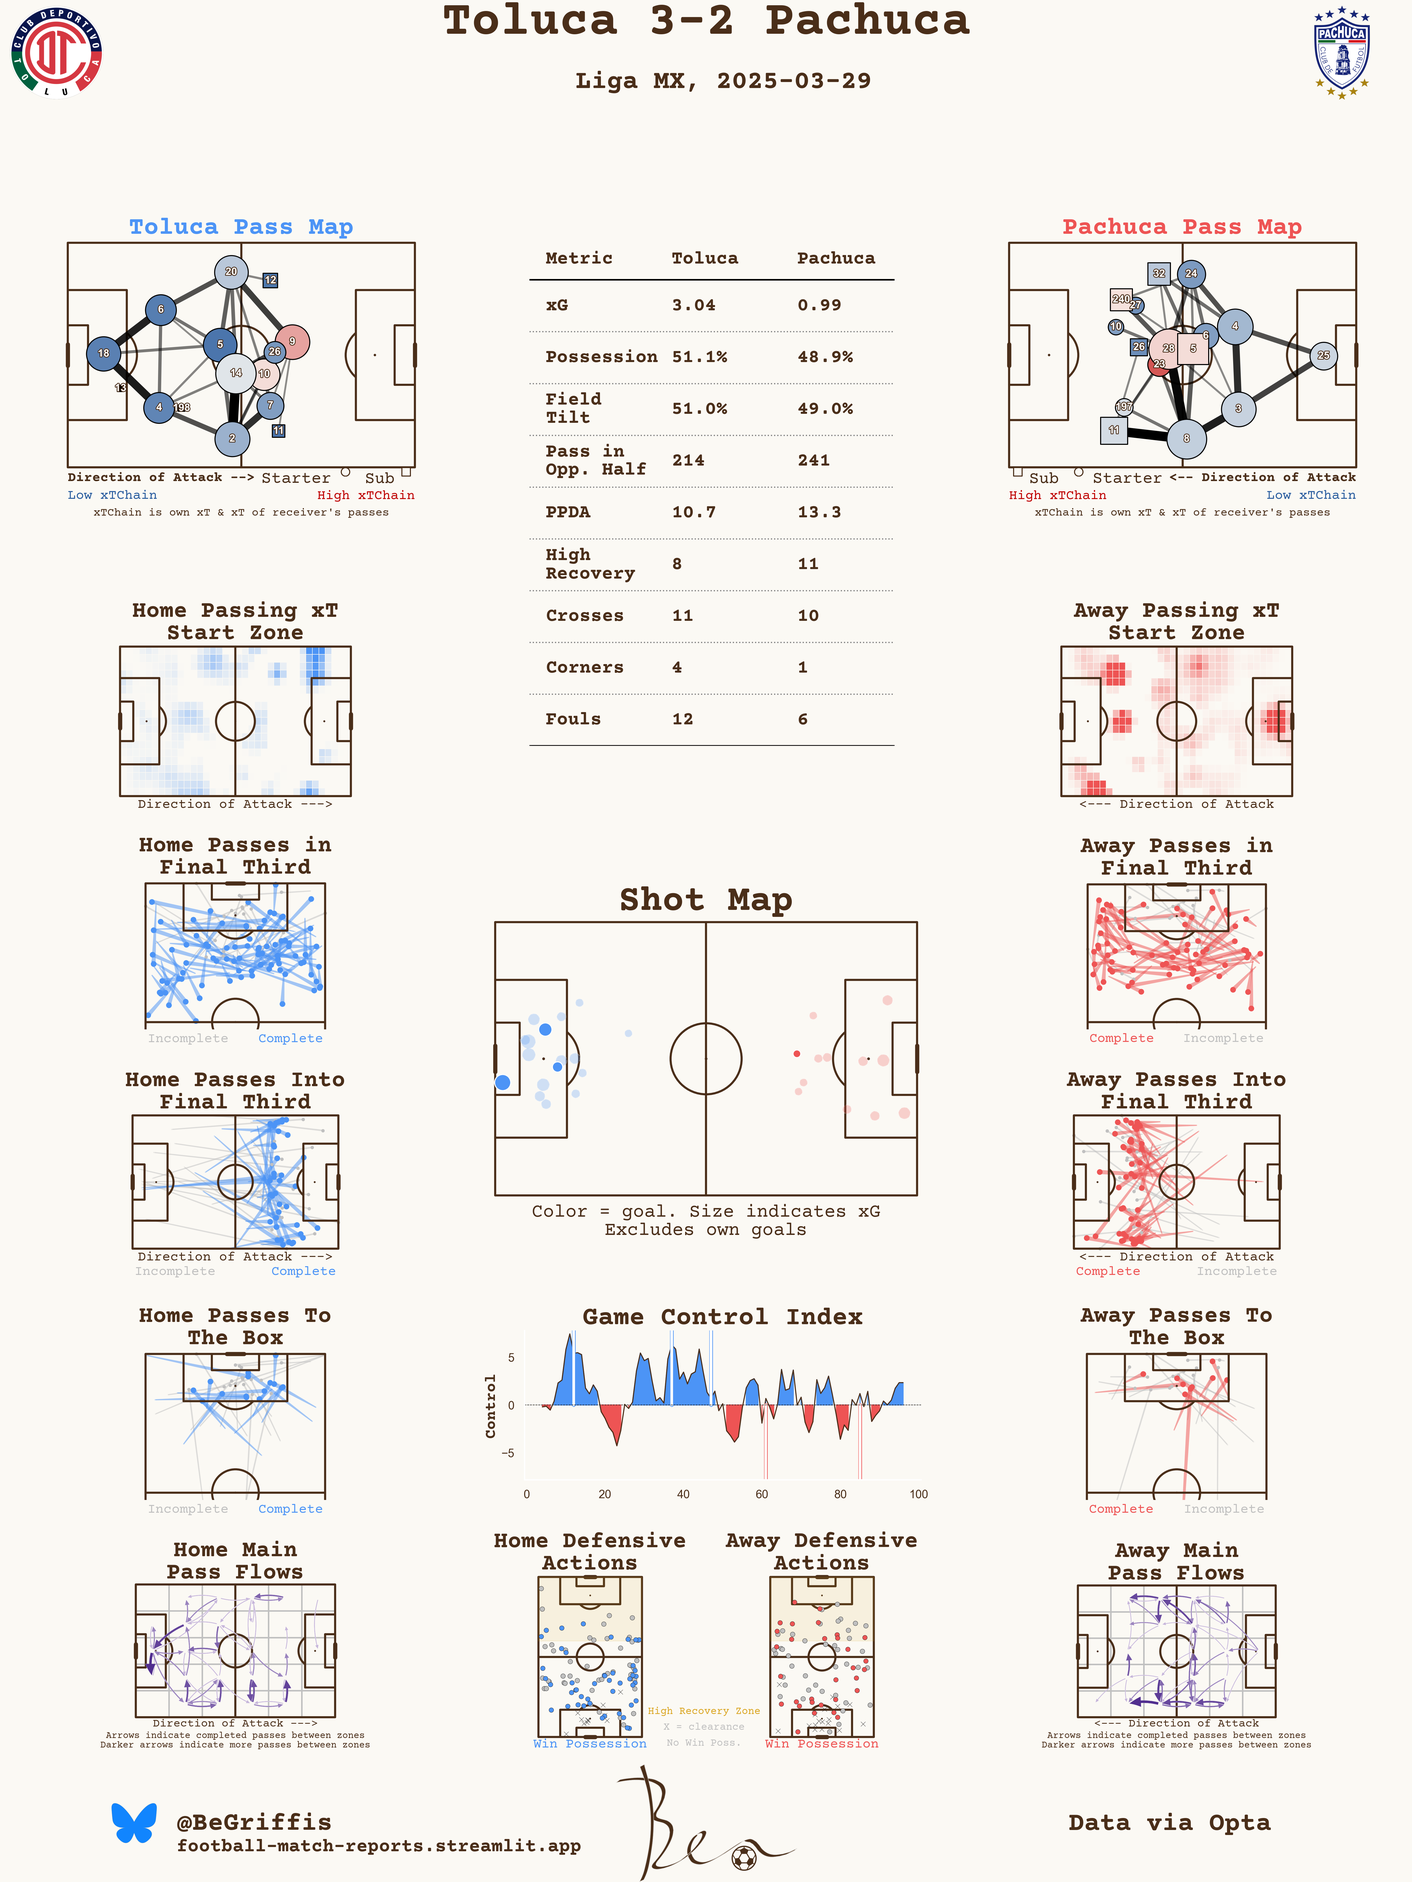 Toluca 3-2 Pachuca
Liga MX, 2025-03-29
CLUB DEPORTIVO
TOLUCA
PACHUCA
CLUB DE FUTBOL
Toluca Pass Map
20
12
6
5
9
18
26
14
10
13
4
198
7
11
2
Direction of Attack --> Starter Sub
Low xTChain High xTChain
xTChain is own xT & xT of receiver's passes
Metric Toluca Pachuca
xG 3.04 0.99
Possession 51.1% 48.9%
Field
Tilt 51.0% 49.0%
Pass in
Opp. Half 214 241
PPDA 10.7 13.3
High
Recovery 8 11
Crosses 11 10
Corners 4 1
Fouls 12 6
Pachuca Pass Map
32
24
240
27
10
4
6
26
28
5
25
23
197
3
11
8
Sub Starter <-- Direction of Attack
High xTChain Low xTChain
xTChain is own xT & xT of receiver's passes
Home Passing xT
Start Zone
Direction of Attack --->
Away Passing xT
Start Zone
<--- Direction of Attack
Home Passes in
Final Third
Incomplete Complete
Away Passes in
Final Third
Complete Incomplete
Shot Map
Color = goal. Size indicates xG
Excludes own goals
Home Passes Into
Final Third
Direction of Attack --->
Incomplete Complete
Away Passes Into
Final Third
<--- Direction of Attack
Complete Incomplete
Home Passes To
The Box
Incomplete Complete
Game Control Index
Control
5
0
−5
0 20 40 60 80 100
Away Passes To
The Box
Complete Incomplete
Home Main
Pass Flows
Direction of Attack --->
Arrows indicate completed passes between zones
Darker arrows indicate more passes between zones
Home Defensive
Actions
Win Possession
Away Defensive
Actions
Win Possession
High Recovery Zone
X = clearance
No Win Poss.
Away Main
Pass Flows
<--- Direction of Attack
Arrows indicate completed passes between zones
Darker arrows indicate more passes between zones
@BeGriffis
football-match-reports.streamlit.app
Ben
Data via Opta